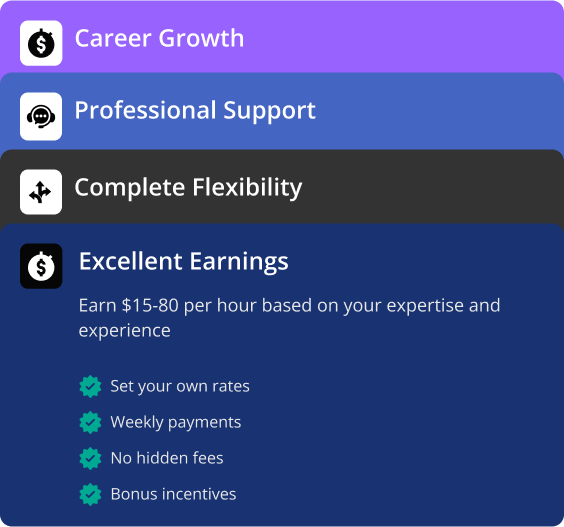 Career Growth
Professional Support
Complete Flexibility
Excellent Earnings
Earn $15-80 per hour based on your expertise and
experience
Set your own rates
Weekly payments
No hidden fees
Bonus incentives